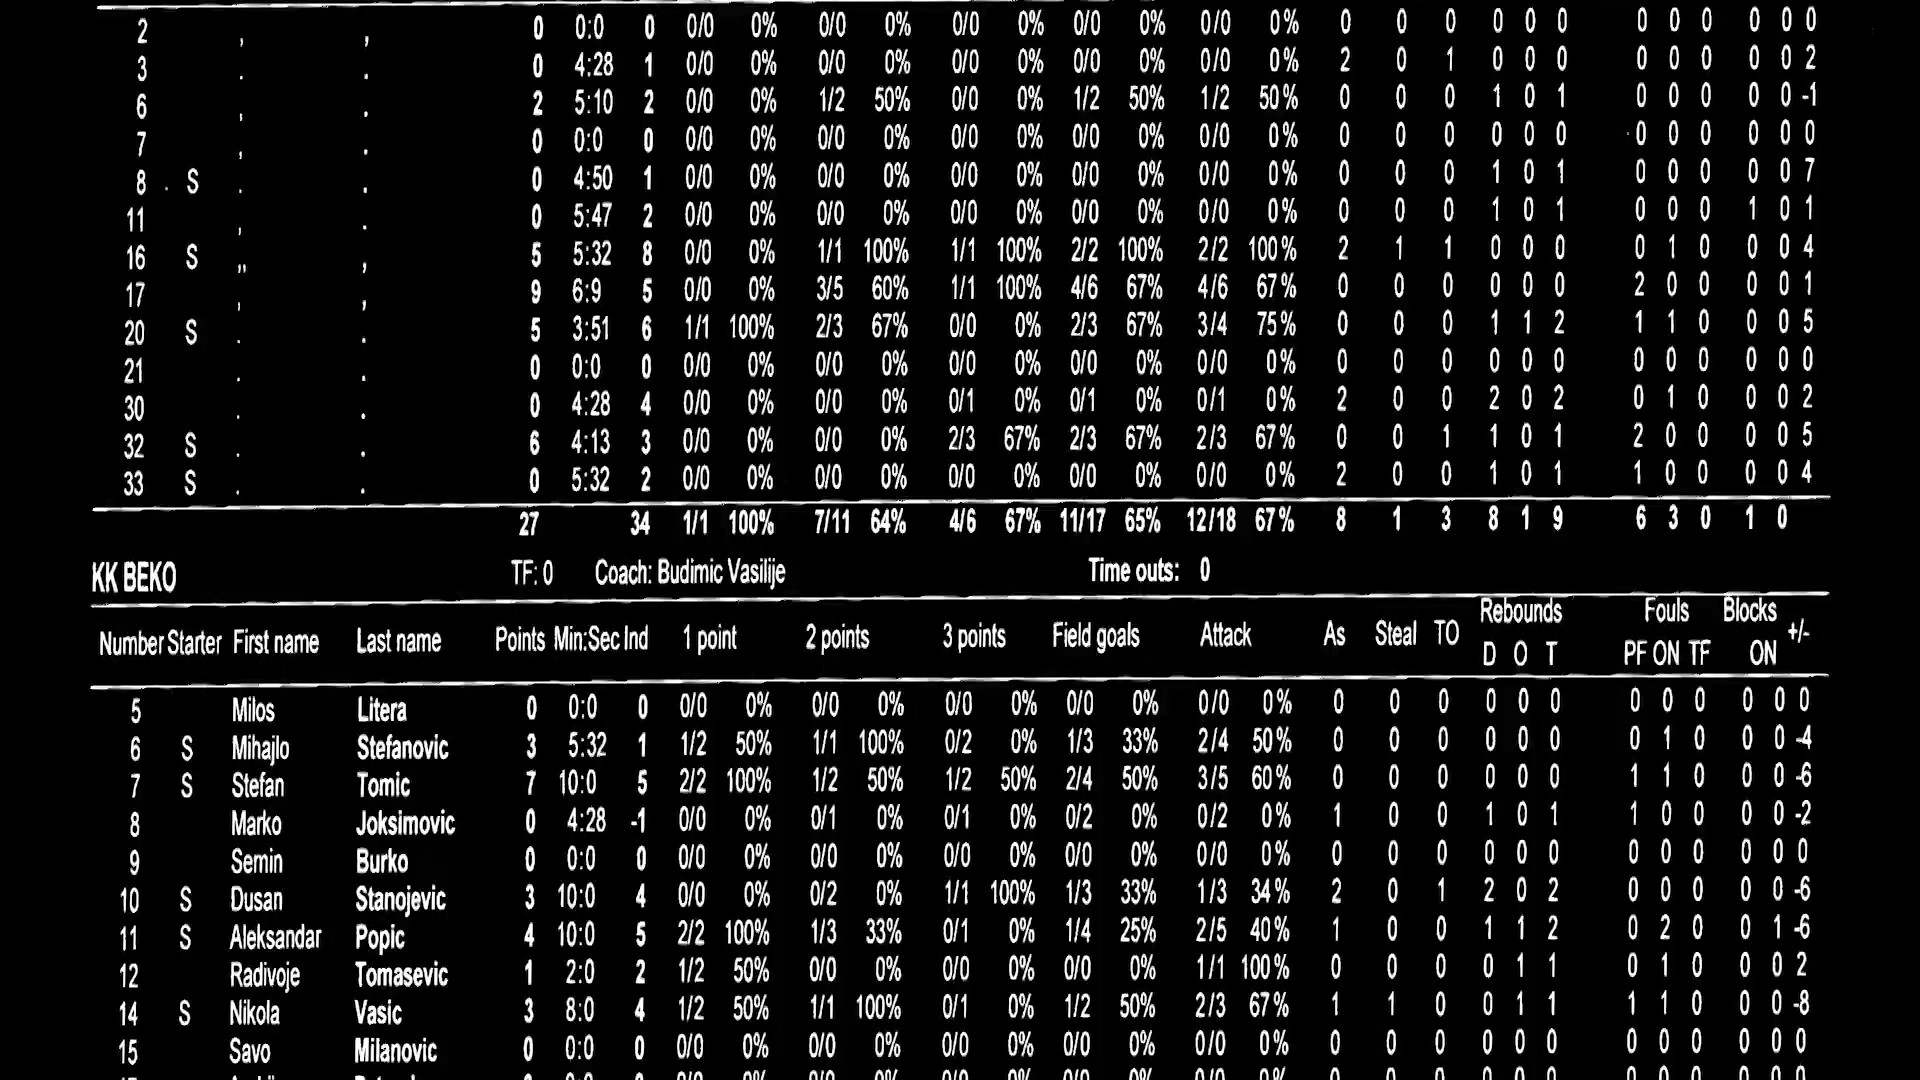 2 , , 0 0:0 0 0/0 0% 0/0 0% 0/0 0% 0/0 0% 0/0 0% 0 0 0 0 0 0 0 0 0 0 0 0
3 . . 0 4:28 1 0/0 0% 0/0 0% 0/0 0% 0/0 0% 0/0 0% 2 0 1 0 0 0 0 0 0 0 0 2
6 , . 2 5:10 2 0/0 0% 1/2 50% 0/0 0% 1/2 50% 1/2 50% 0 0 0 1 0 1 0 0 0 0 0 -1
7 , . 0 0:0 0 0/0 0% 0/0 0% 0/0 0% 0/0 0% 0/0 0% 0 0 0 0 0 0 0 0 0 0 0 0
8 . S . . 0 4:50 1 0/0 0% 0/0 0% 0/0 0% 0/0 0% 0/0 0% 0 0 0 1 0 1 0 0 0 0 0 7
11 , . 0 5:47 2 0/0 0% 0/0 0% 0/0 0% 0/0 0% 0/0 0% 0 0 0 1 0 1 0 0 0 1 0 1
16 S ,, , 5 5:32 8 0/0 0% 1/1 100% 1/1 100% 2/2 100% 2/2 100% 2 1 1 0 0 0 0 1 0 0 0 4
17 , , 9 6:9 5 0/0 0% 3/5 60% 1/1 100% 4/6 67% 4/6 67% 0 0 0 0 0 0 2 0 0 0 0 1
20 S . . 5 3:51 6 1/1 100% 2/3 67% 0/0 0% 2/3 67% 3/4 75% 0 0 0 1 1 2 1 1 0 0 0 5
21 . . 0 0:0 0 0/0 0% 0/0 0% 0/0 0% 0/0 0% 0/0 0% 0 0 0 0 0 0 0 0 0 0 0 0
30 . . 0 4:28 4 0/0 0% 0/0 0% 0/1 0% 0/1 0% 0/1 0% 2 0 0 2 0 2 0 1 0 0 0 2
32 S . . 6 4:13 3 0/0 0% 0/0 0% 2/3 67% 2/3 67% 2/3 67% 0 0 1 1 0 1 2 0 0 0 0 5
33 S . . 0 5:32 2 0/0 0% 0/0 0% 0/0 0% 0/0 0% 0/0 0% 2 0 0 1 0 1 1 0 0 0 0 4
27 34 1/1 100% 7/11 64% 4/6 67% 11/17 65% 12/18 67% 8 1 3 8 1 9 6 3 0 1 0
KK BEKO TF: 0 Coach: Budimic Vasilije Time outs: 0
Rebounds Fouls Blocks
Number Starter First name Last name Points Min:Sec Ind 1 point 2 points 3 points Field goals Attack As Steal TO +/-
D O T PF ON TF ON
5 Milos Litera 0 0:0 0 0/0 0% 0/0 0% 0/0 0% 0/0 0% 0/0 0% 0 0 0 0 0 0 0 0 0 0 0 0
6 S Mihajlo Stefanovic 3 5:32 1 1/2 50% 1/1 100% 0/2 0% 1/3 33% 2/4 50% 0 0 0 0 0 0 0 1 0 0 0 -4
7 S Stefan Tomic 7 10:0 5 2/2 100% 1/2 50% 1/2 50% 2/4 50% 3/5 60% 0 0 0 0 0 0 1 1 0 0 0 -6
8 Marko Joksimovic 0 4:28 -1 0/0 0% 0/1 0% 0/1 0% 0/2 0% 0/2 0% 1 0 0 1 0 1 1 0 0 0 0 -2
9 Semin Burko 0 0:0 0 0/0 0% 0/0 0% 0/0 0% 0/0 0% 0/0 0% 0 0 0 0 0 0 0 0 0 0 0 0
10 S Dusan Stanojevic 3 10:0 4 0/0 0% 0/2 0% 1/1 100% 1/3 33% 1/3 34% 2 0 1 2 0 2 0 0 0 0 0 -6
11 S Aleksandar Popic 4 10:0 5 2/2 100% 1/3 33% 0/1 0% 1/4 25% 2/5 40% 1 0 0 1 1 2 0 2 0 0 1 -6
12 Radivoje Tomasevic 1 2:0 2 1/2 50% 0/0 0% 0/0 0% 0/0 0% 1/1 100% 0 0 0 0 1 1 0 1 0 0 0 2
14 S Nikola Vasic 3 8:0 4 1/2 50% 1/1 100% 0/1 0% 1/2 50% 2/3 67% 1 1 0 0 1 1 1 1 0 0 0 -8
15 Savo Milanovic 0 0:0 0 0/0 0% 0/0 0% 0/0 0% 0/0 0% 0/0 0% 0 0 0 0 0 0 0 0 0 0 0 0